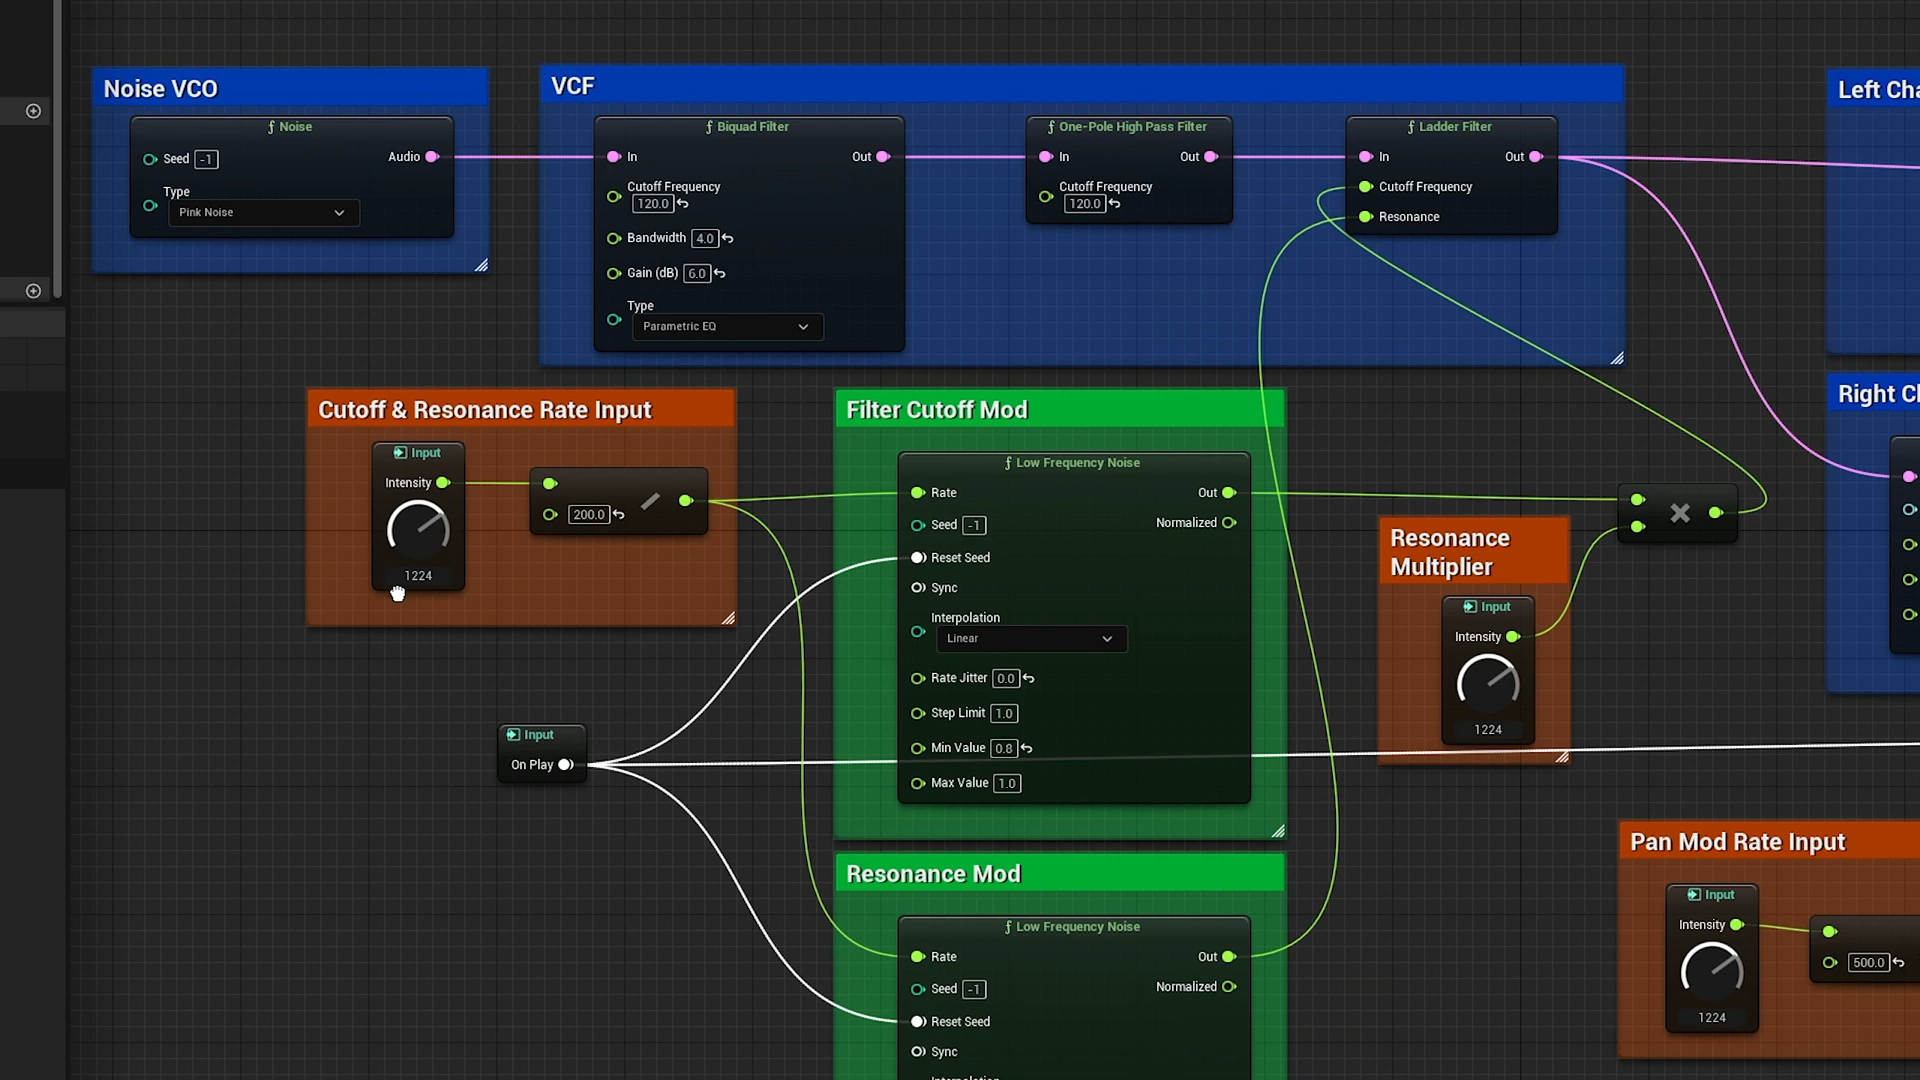 Noise VCO
Noise
Seed -1
Audio
Type
Pink Noise
VCF
Biquad Filter
In
Out
Cutoff Frequency
120.0
Bandwidth 4.0
Gain (dB) 6.0
Type
Parametric EQ
One-Pole High Pass Filter
In
Out
Cutoff Frequency
120.0
Ladder Filter
In
Out
Cutoff Frequency
Resonance
Left Cha
Right Cl
Cutoff & Resonance Rate Input
Input
Intensity
1224
200.0
Filter Cutoff Mod
Low Frequency Noise
Rate
Out
Seed -1
Normalized
Reset Seed
Sync
Interpolation
Linear
Rate Jitter 0.0
Step Limit 1.0
Min Value 0.8
Max Value 1.0
Resonance
Multiplier
Input
Intensity
1224
Input
On Play
Resonance Mod
Low Frequency Noise
Rate
Out
Seed -1
Normalized
Reset Seed
Sync
Interpolation
Pan Mod Rate Input
Input
Intensity
1224
500.0